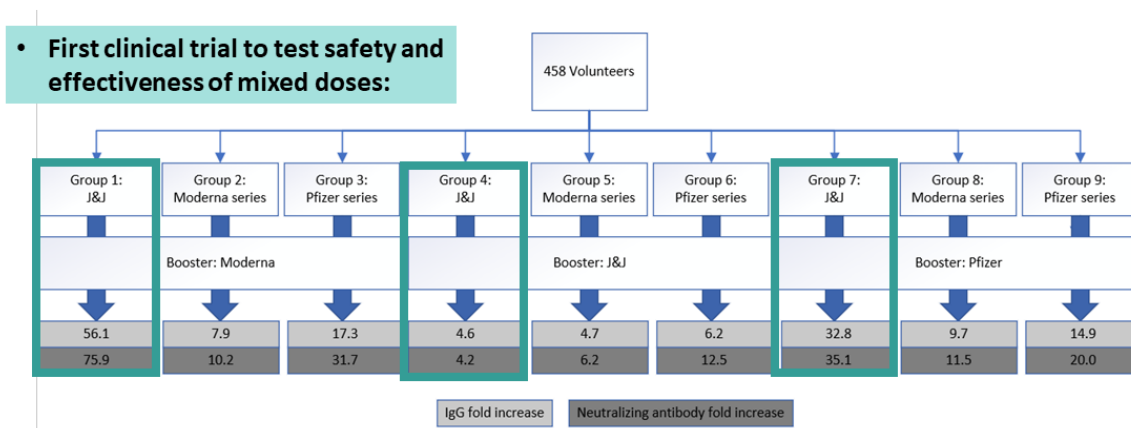 • First clinical trial to test safety and
effectiveness of mixed doses:
458 Volunteers
Group 1:
J&J
Group 2:
Moderna series
Group 3:
Pfizer series
Group 4:
J&J
Group 5:
Moderna series
Group 6:
Pfizer series
Group 7:
J&J
Group 8:
Moderna series
Group 9:
Pfizer series
Booster: Moderna
Booster: J&J
Booster: Pfizer
56.1 7.9 17.3 4.6 4.7 6.2 32.8 9.7 14.9
75.9 10.2 31.7 4.2 6.2 12.5 35.1 11.5 20.0
IgG fold increase
Neutralizing antibody fold increase